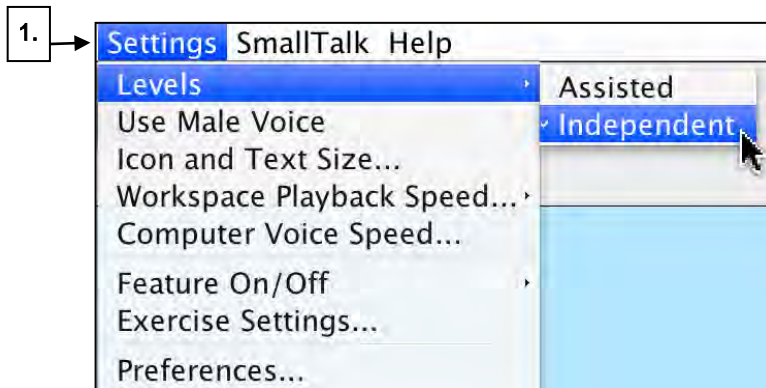 1.
Settings SmallTalk Help
Levels
Assisted
Use Male Voice
Independent
Icon and Text Size...
Workspace Playback Speed...
Computer Voice Speed...
Feature On/Off
Exercise Settings...
Preferences...